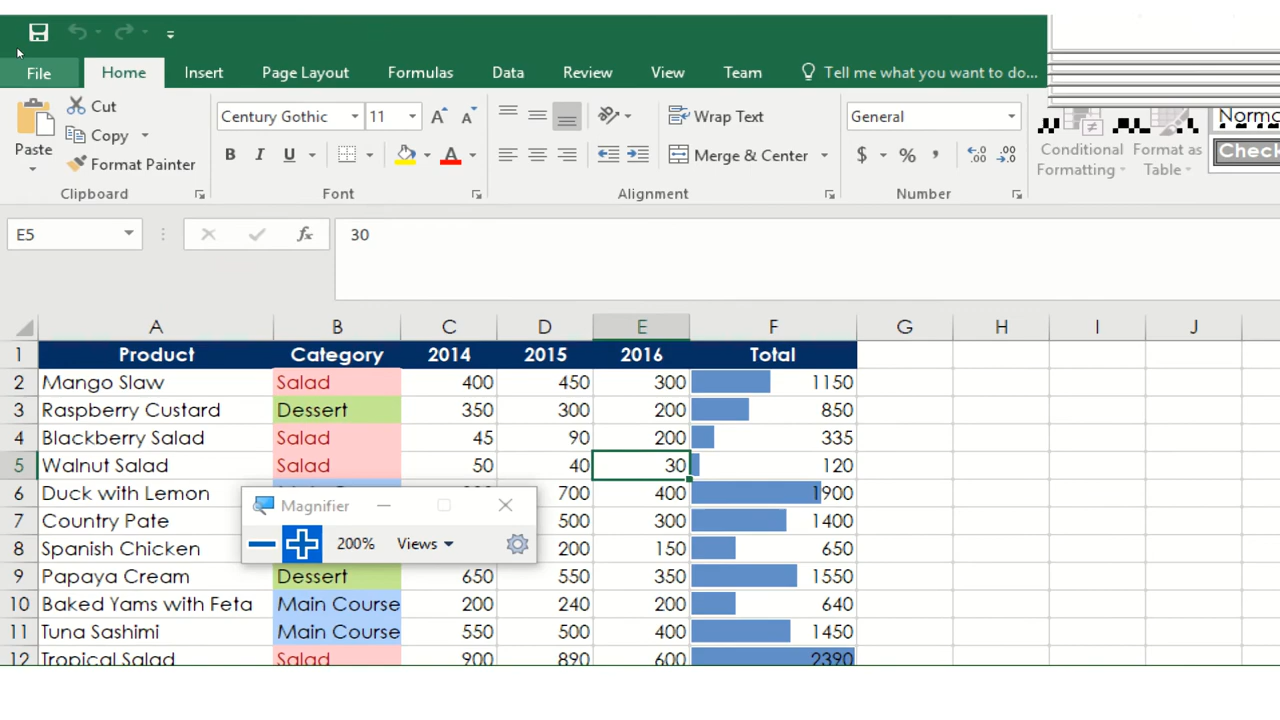 File Home Insert Page Layout Formulas Data Review View Team Tell me what you want to do...
Cut
Copy
Format Painter
Paste
Century Gothic 11
B I U A
Wrap Text
Merge & Center
General
$ % ,
Conditional Formatting
Format as Table
Clipboard Font Alignment Number
E5 fx 30
A B C D E F G H I J
1 Product Category 2014 2015 2016 Total
2 Mango Slaw Salad 400 450 300 1150
3 Raspberry Custard Dessert 350 300 200 850
4 Blackberry Salad Salad 45 90 200 335
5 Walnut Salad Salad 50 40 30 120
6 Duck with Lemon 700 400 1900
Magnifier
7 Country Pate 500 300 1400
200% Views
8 Spanish Chicken 200 150 650
9 Papaya Cream Dessert 650 550 350 1550
10 Baked Yams with Feta Main Course 200 240 200 640
11 Tuna Sashimi Main Course 550 500 400 1450
12 Tropical Salad Salad 900 890 600 2390